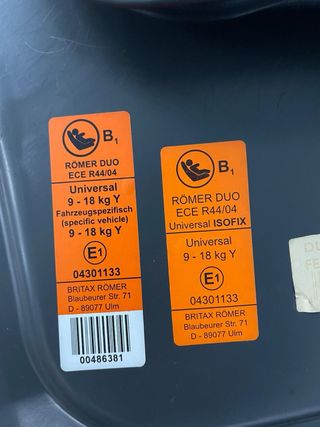 B1
RÖMER DUO
ECE R44/04
Universal
9 - 18 kg Y
Fahrzeugspezifisch
(specific vehicle)
9 - 18 kg Y
E1
04301133
BRITAX RÖMER
Blaubeurer Str. 71
D - 89077 Ulm
00486381
B1
RÖMER DUO
ECE R44/04
Universal ISOFIX
Universal
9 - 18 kg Y
E1
04301133
BRITAX RÖMER
Blaubeurer Str. 71
D - 89077 Ulm